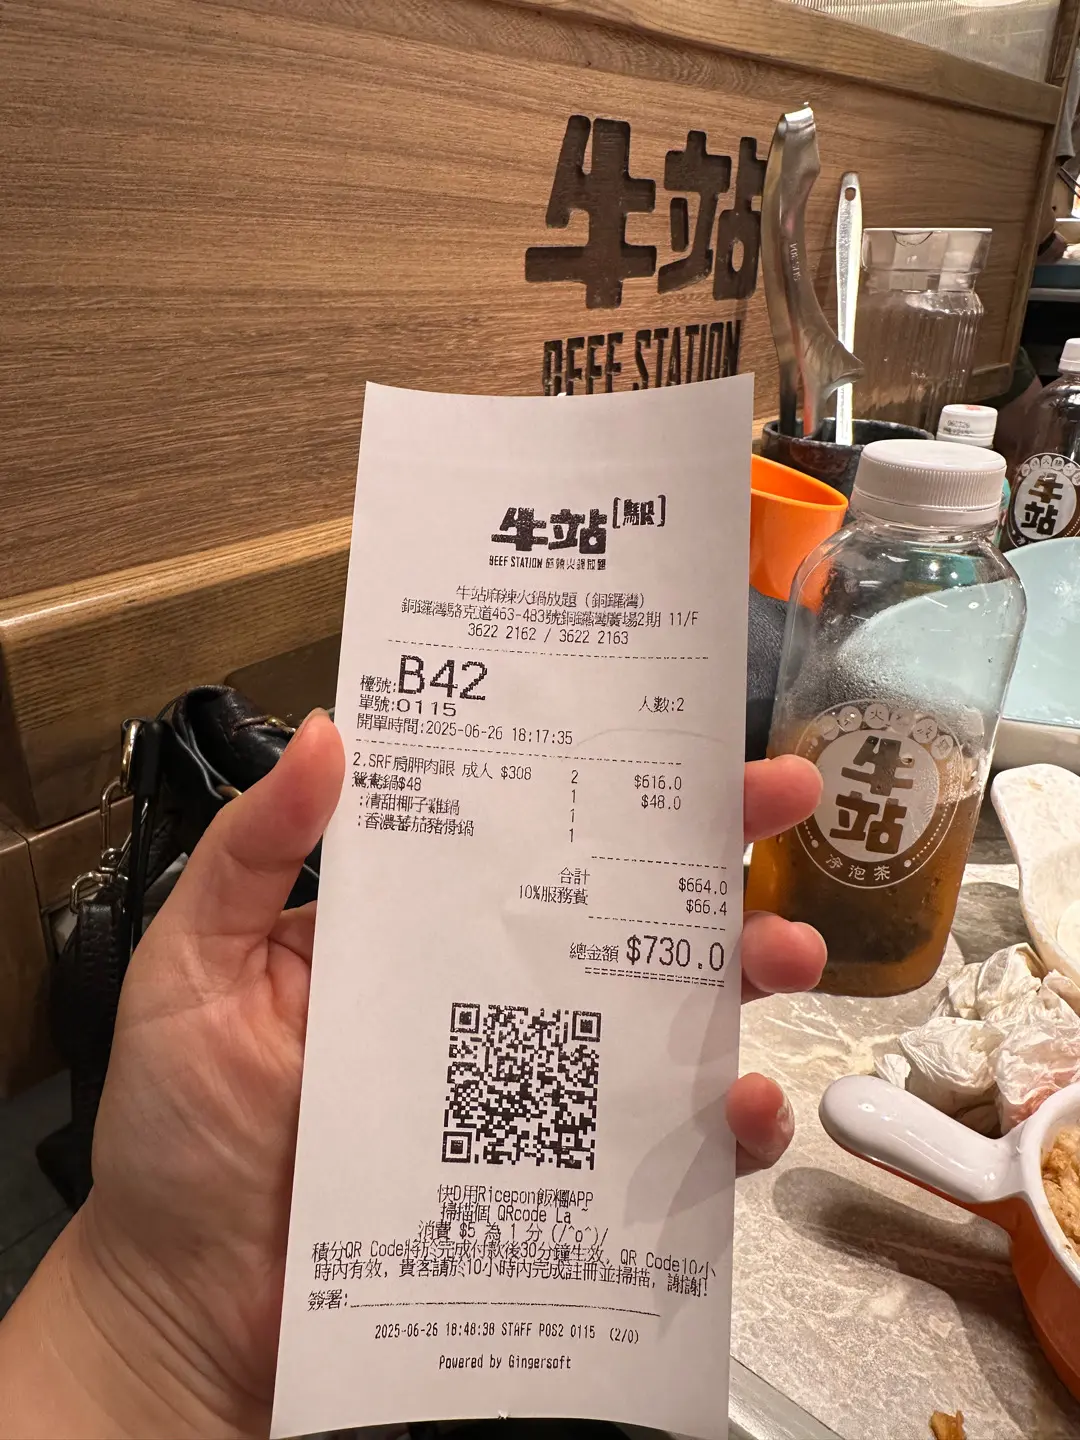 牛站
BEEF STATION
牛站[駅]
BEEF STATION 麻辣火鍋放題
牛站麻辣火鍋放題 (銅鑼灣)
銅鑼灣駱克道463-483號銅鑼灣廣場2期 11/F
3622 2162 / 3622 2163
檯號:B42
人數:2
單號:0115
開單時間:2025-06-26 18:17:35
2.SRF肩胛肉眼 成人 $308 2 $616.0
鴛鴦鍋$48 1 $48.0
:清甜椰子雞鍋 1
:香濃蕃茄豬骨鍋 1
合計 $664.0
10%服務費 $66.4
總金額 $730.0
快D用Ricepon飯糰APP
掃描個 QRcode La ~
消費 $5 為 1 分 (/^o^)/
積分QR Code將於完成付款後30分鐘生效, QR Code10小
時內有效, 貴客請於10小時內完成註冊並掃描, 謝謝!
簽署:
2025-06-26 18:48:38 STAFF POS2 0115 (2/0)
Powered by Gingersoft
牛站
冷泡茶
牛站